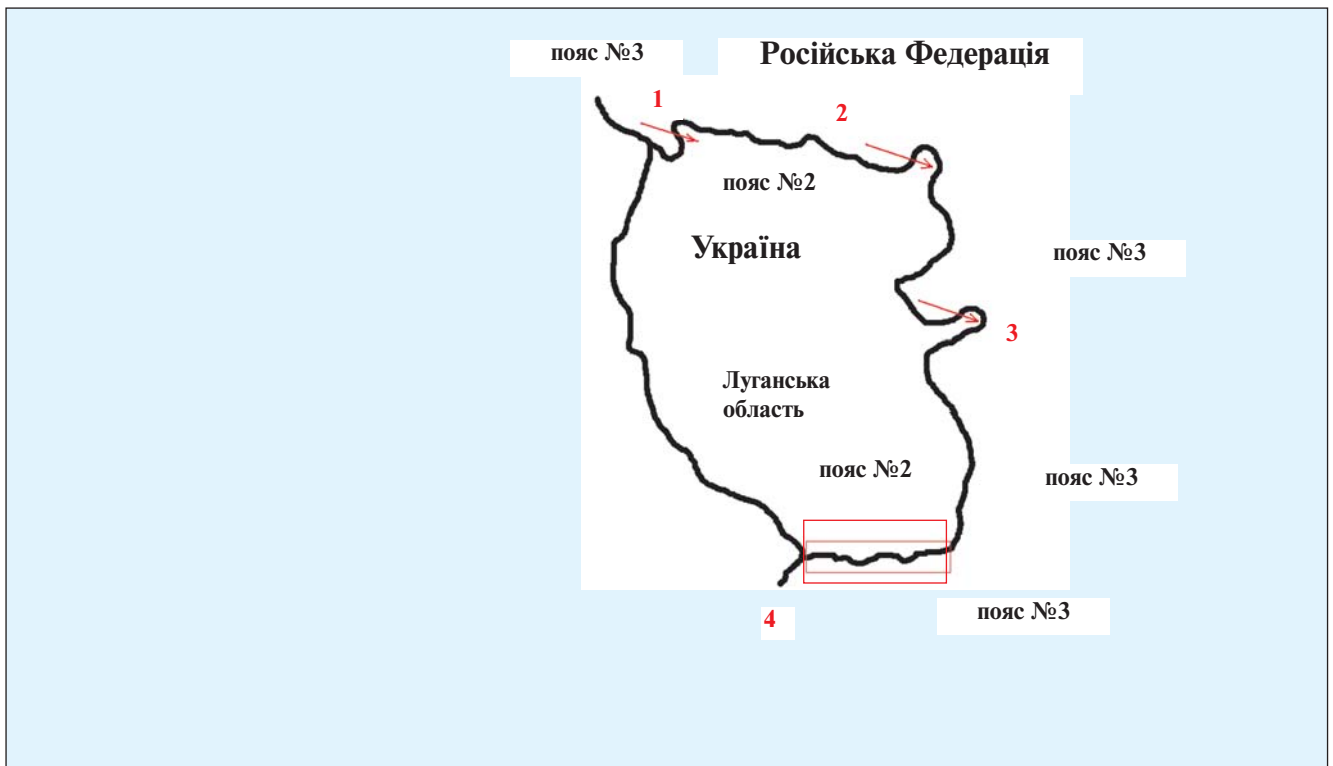 пояс №3
Російська Федерація
1
2
пояс №2
Україна
пояс №3
3
Луганська
область
пояс №2
пояс №3
пояс №3
4